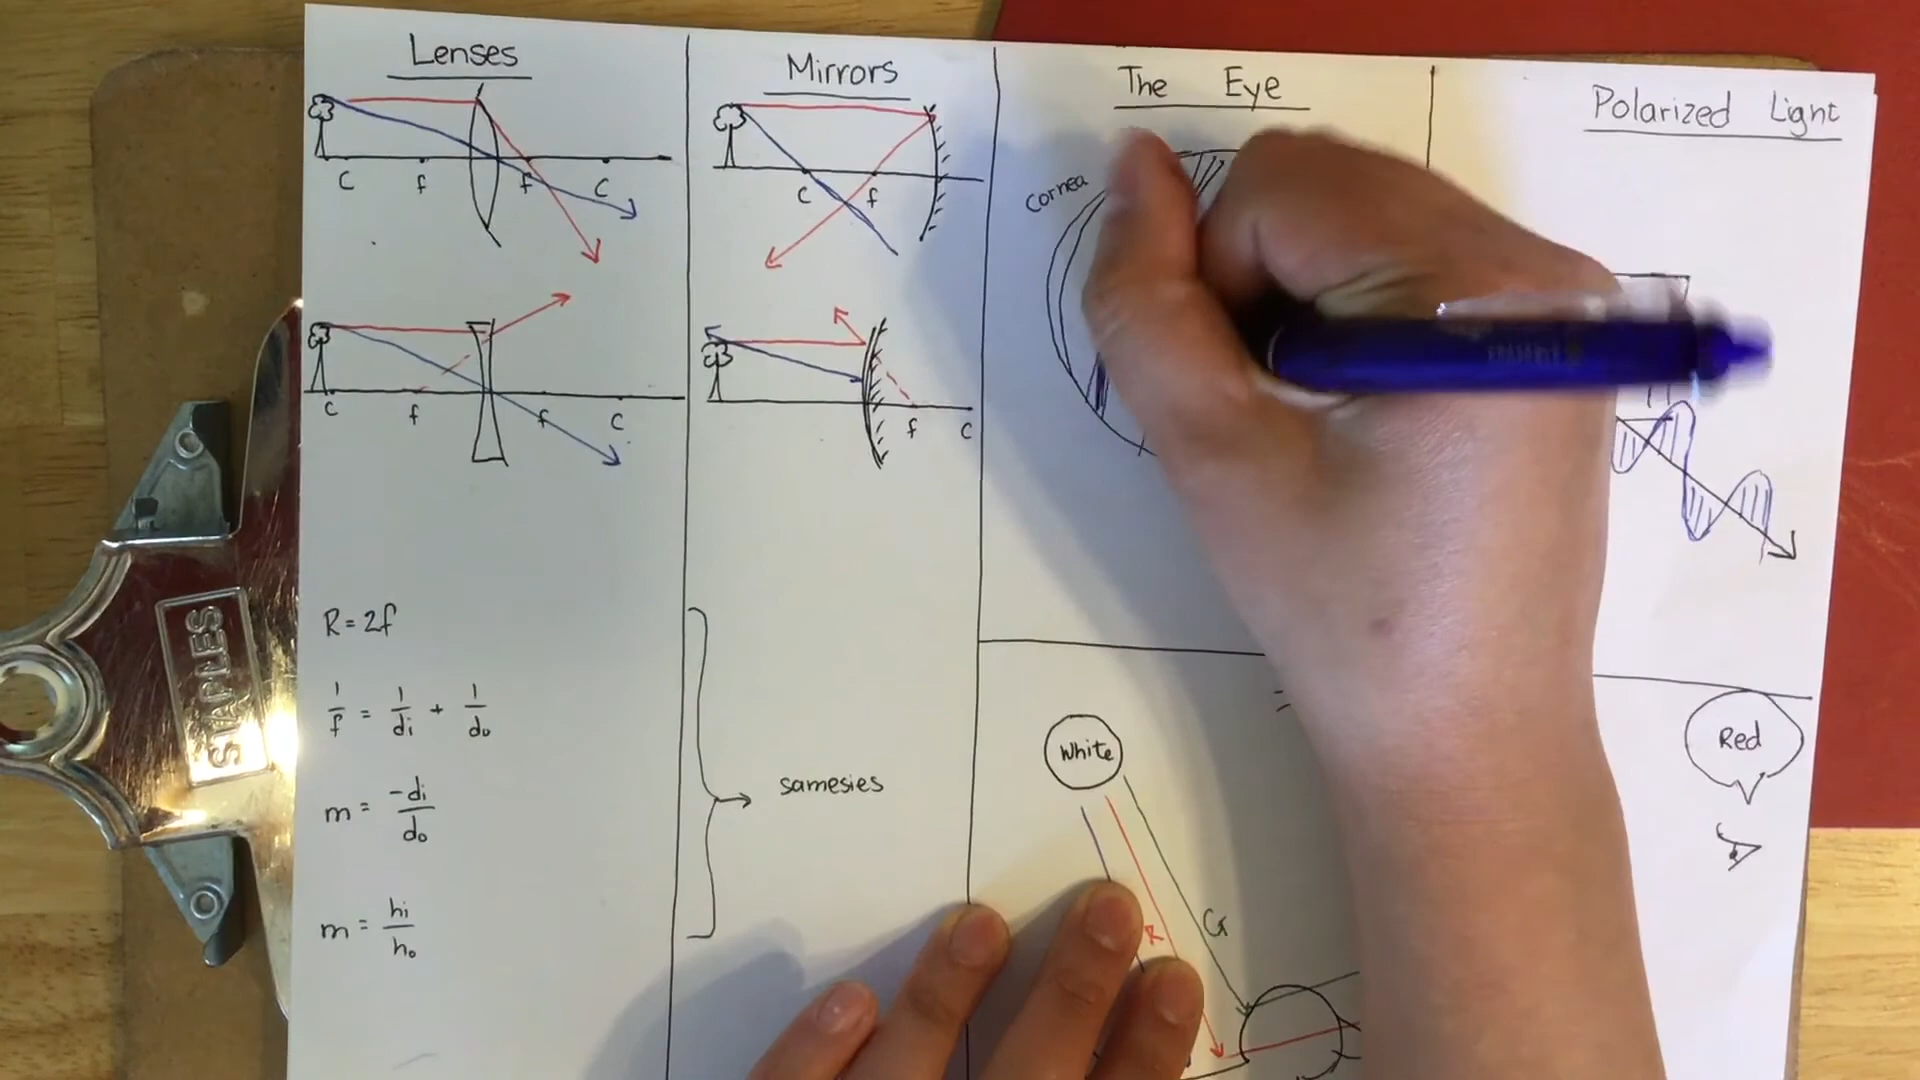 Lenses
C f f C
C f f C
R = 2f
1/f = 1/di + 1/do
m = -di/do
m = hi/ho
Mirrors
C f
f C
samesies
The Eye
Cornea
Polarized Light
White
R
G
Red
STAPLES